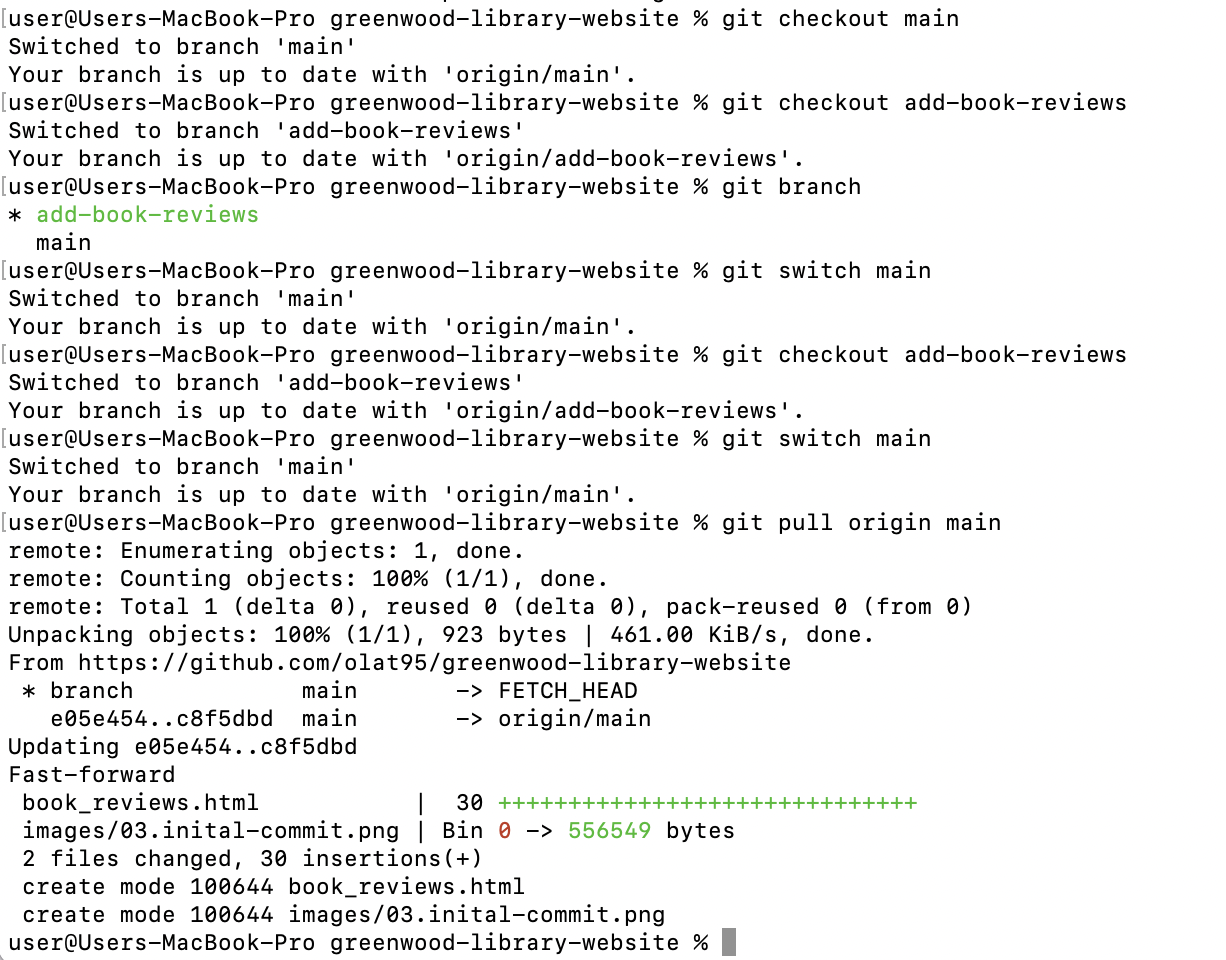 [user@Users-MacBook-Pro greenwood-library-website % git checkout main
Switched to branch 'main'
Your branch is up to date with 'origin/main'.
[user@Users-MacBook-Pro greenwood-library-website % git checkout add-book-reviews
Switched to branch 'add-book-reviews'
Your branch is up to date with 'origin/add-book-reviews'.
[user@Users-MacBook-Pro greenwood-library-website % git branch
* add-book-reviews
  main
[user@Users-MacBook-Pro greenwood-library-website % git switch main
Switched to branch 'main'
Your branch is up to date with 'origin/main'.
[user@Users-MacBook-Pro greenwood-library-website % git checkout add-book-reviews
Switched to branch 'add-book-reviews'
Your branch is up to date with 'origin/add-book-reviews'.
[user@Users-MacBook-Pro greenwood-library-website % git switch main
Switched to branch 'main'
Your branch is up to date with 'origin/main'.
[user@Users-MacBook-Pro greenwood-library-website % git pull origin main
remote: Enumerating objects: 1, done.
remote: Counting objects: 100% (1/1), done.
remote: Total 1 (delta 0), reused 0 (delta 0), pack-reused 0 (from 0)
Unpacking objects: 100% (1/1), 923 bytes | 461.00 KiB/s, done.
From https://github.com/olat95/greenwood-library-website
 * branch            main       -> FETCH_HEAD
   e05e454..c8f5dbd  main       -> origin/main
Updating e05e454..c8f5dbd
Fast-forward
 book_reviews.html           |  30 ++++++++++++++++++++++++++++++
 images/03.inital-commit.png | Bin 0 -> 556549 bytes
 2 files changed, 30 insertions(+)
 create mode 100644 book_reviews.html
 create mode 100644 images/03.inital-commit.png
user@Users-MacBook-Pro greenwood-library-website %